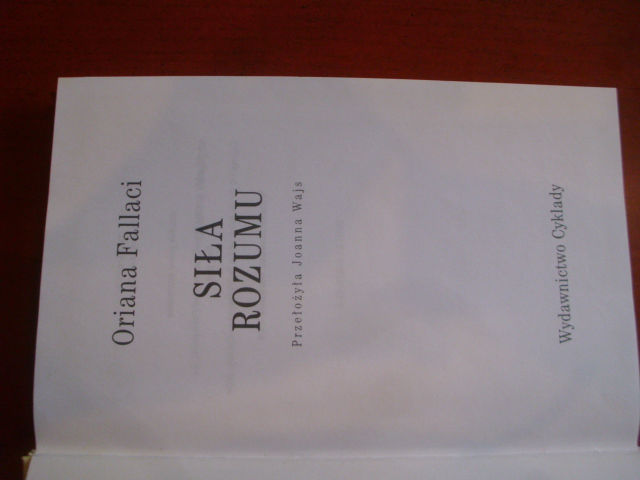 Oriana Fallaci
SIŁA
ROZUMU
Przełożyła Joanna Wajs
Wydawnictwo Cyklady